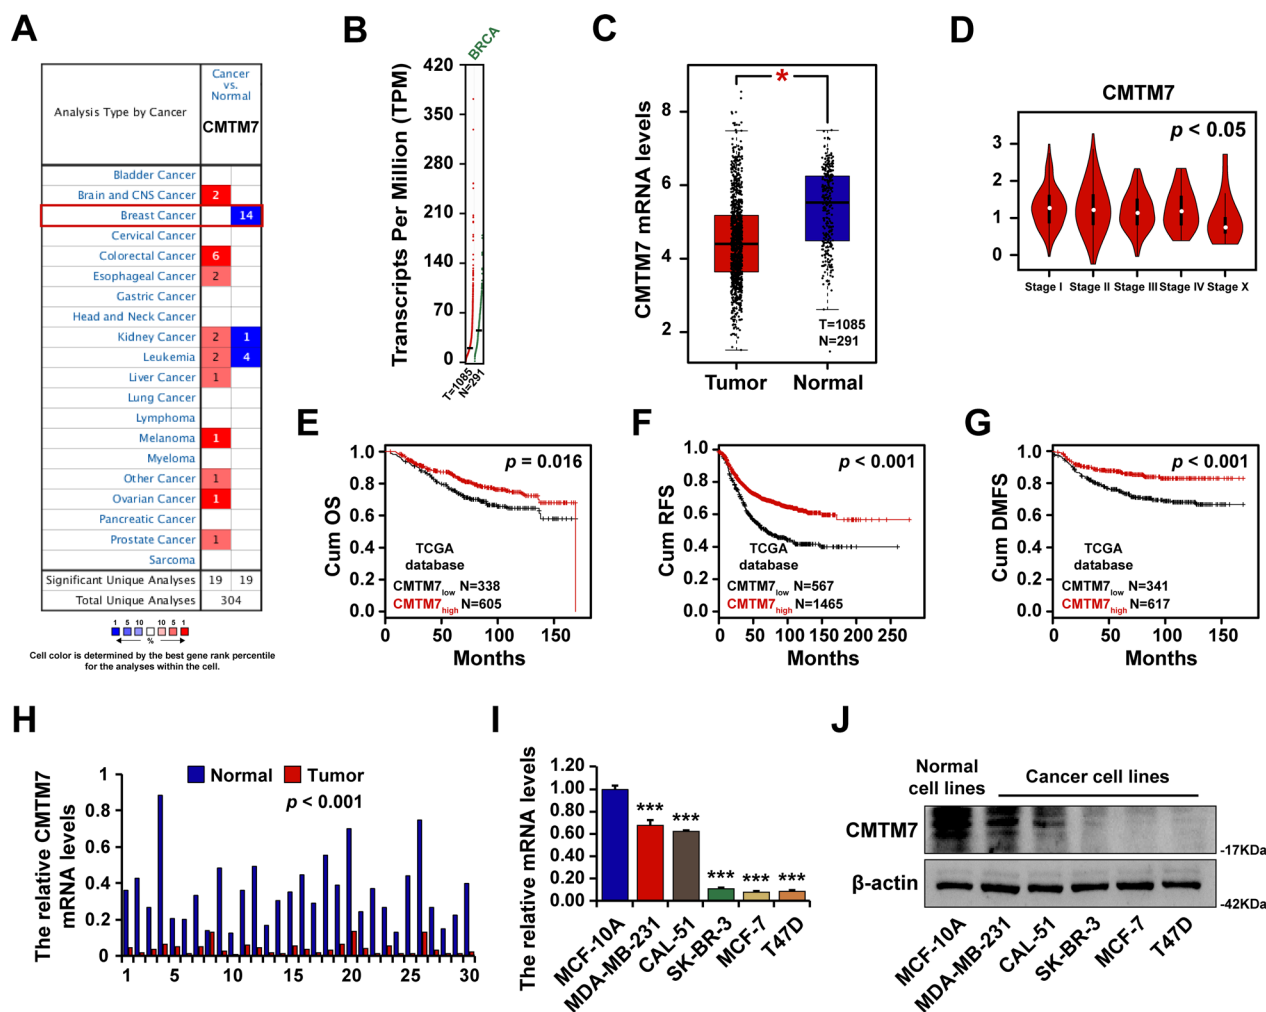 A
Cancer
vs.
Normal
Analysis Type by Cancer
CMTM7
Bladder Cancer
Brain and CNS Cancer 2
Breast Cancer 14
Cervical Cancer
Colorectal Cancer 6
Esophageal Cancer 2
Gastric Cancer
Head and Neck Cancer
Kidney Cancer 2 1
Leukemia 2 4
Liver Cancer 1
Lung Cancer
Lymphoma
Melanoma 1
Myeloma
Other Cancer 1
Ovarian Cancer 1
Pancreatic Cancer
Prostate Cancer 1
Sarcoma
Significant Unique Analyses 19 19
Total Unique Analyses 304
1 5 10 10 5 1
%
Cell color is determined by the best gene rank percentile
for the analyses within the cell.
B
BRCA
Transcripts Per Million (TPM)
420
350
280
210
140
70
0
T=1085
N=291
C
CMTM7 mRNA levels
8
6
4
2
*
T=1085
N=291
Tumor Normal
D
CMTM7
p < 0.05
3
2
1
0
Stage I Stage II Stage III Stage IV Stage X
E
Cum OS
1.0
0.8
0.6
0.4
0.2
0.0
p = 0.016
TCGA
database
CMTM7low N=338
CMTM7high N=605
0 50 100 150
Months
F
Cum RFS
1.0
0.8
0.6
0.4
0.2
0.0
p < 0.001
TCGA
database
CMTM7low N=567
CMTM7high N=1465
0 50 100 150 200 250
Months
G
Cum DMFS
1.0
0.8
0.6
0.4
0.2
0.0
p < 0.001
TCGA
database
CMTM7low N=341
CMTM7high N=617
0 50 100 150
Months
H
The relative CMTM7
mRNA levels
1
0.8
0.6
0.4
0.2
0
Normal Tumor
p < 0.001
1 5 10 15 20 25 30
I
The relative mRNA levels
1.20
1.00
0.80
0.60
0.40
0.20
0.00
*** *** *** *** ***
MCF-10A
MDA-MB-231
CAL-51
SK-BR-3
MCF-7
T47D
J
Normal
cell lines
Cancer cell lines
CMTM7
-17KDa
β-actin
-42KDa
MCF-10A
MDA-MB-231
CAL-51
SK-BR-3
MCF-7
T47D